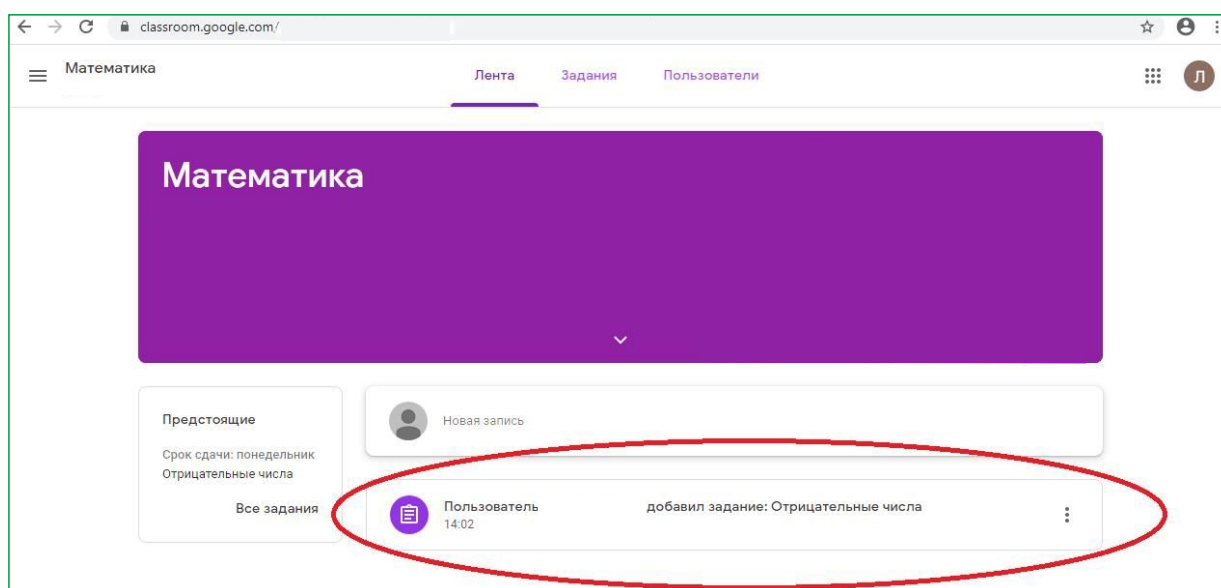 classroom.google.com/
Математика
Лента Задания Пользователи
Л
Математика
Предстоящие
Срок сдачи: понедельник
Отрицательные числа
Все задания
Новая запись
Пользователь добавил задание: Отрицательные числа
14:02